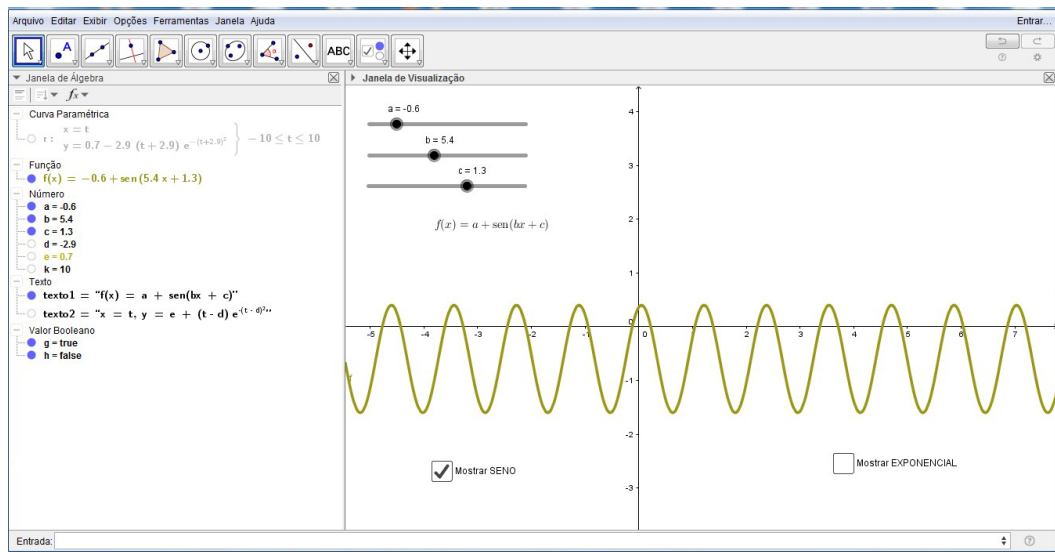 Arquivo Editar Exibir Opções Ferramentas Janela Ajuda
Entrar...
A
ABC
Janela de Álgebra
Janela de Visualização
fx
Curva Paramétrica
r : x = t
y = 0.7 − 2.9 (t + 2.9) e^-(t+2.9)² } − 10 ≤ t ≤ 10
Função
f(x) = −0.6 + sen (5.4 x + 1.3)
Número
a = -0.6
b = 5.4
c = 1.3
d = -2.9
e = 0.7
k = 10
Texto
texto1 = "f(x) = a + sen(bx + c)"
texto2 = "x = t, y = e + (t - d) e^-(t - d)²"
Valor Booleano
g = true
h = false
a = -0.6
b = 5.4
c = 1.3
f(x) = a + sen(bx + c)
4
3
2
1
0
-5 -4 -3 -2 -1 0 1 2 3 4 5 6 7
-1
-2
-3
f
Mostrar SENO
Mostrar EXPONENCIAL
Entrada: